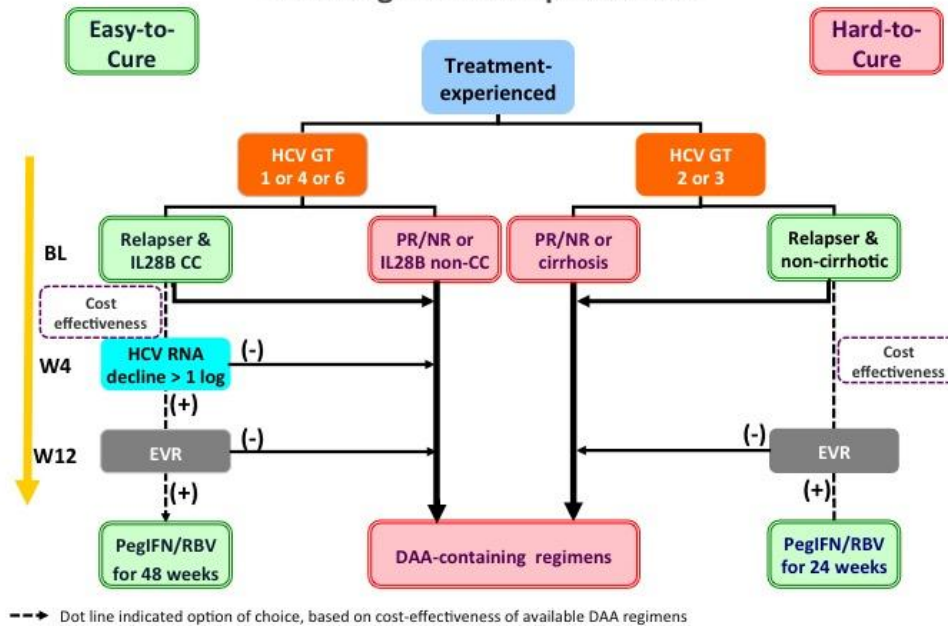 Easy-to-
Cure
Hard-to-
Cure
Treatment-
experienced
HCV GT
1 or 4 or 6
HCV GT
2 or 3
BL
Relapser &
IL28B CC
PR/NR or
IL28B non-CC
PR/NR or
cirrhosis
Relapser &
non-cirrhotic
Cost
effectiveness
W4
HCV RNA
decline > 1 log
(-)
Cost
effectiveness
(+)
W12
EVR
(-)
(-)
EVR
(+)
(+)
PegIFN/RBV
for 48 weeks
DAA-containing regimens
PegIFN/RBV
for 24 weeks
Dot line indicated option of choice, based on cost-effectiveness of available DAA regimens